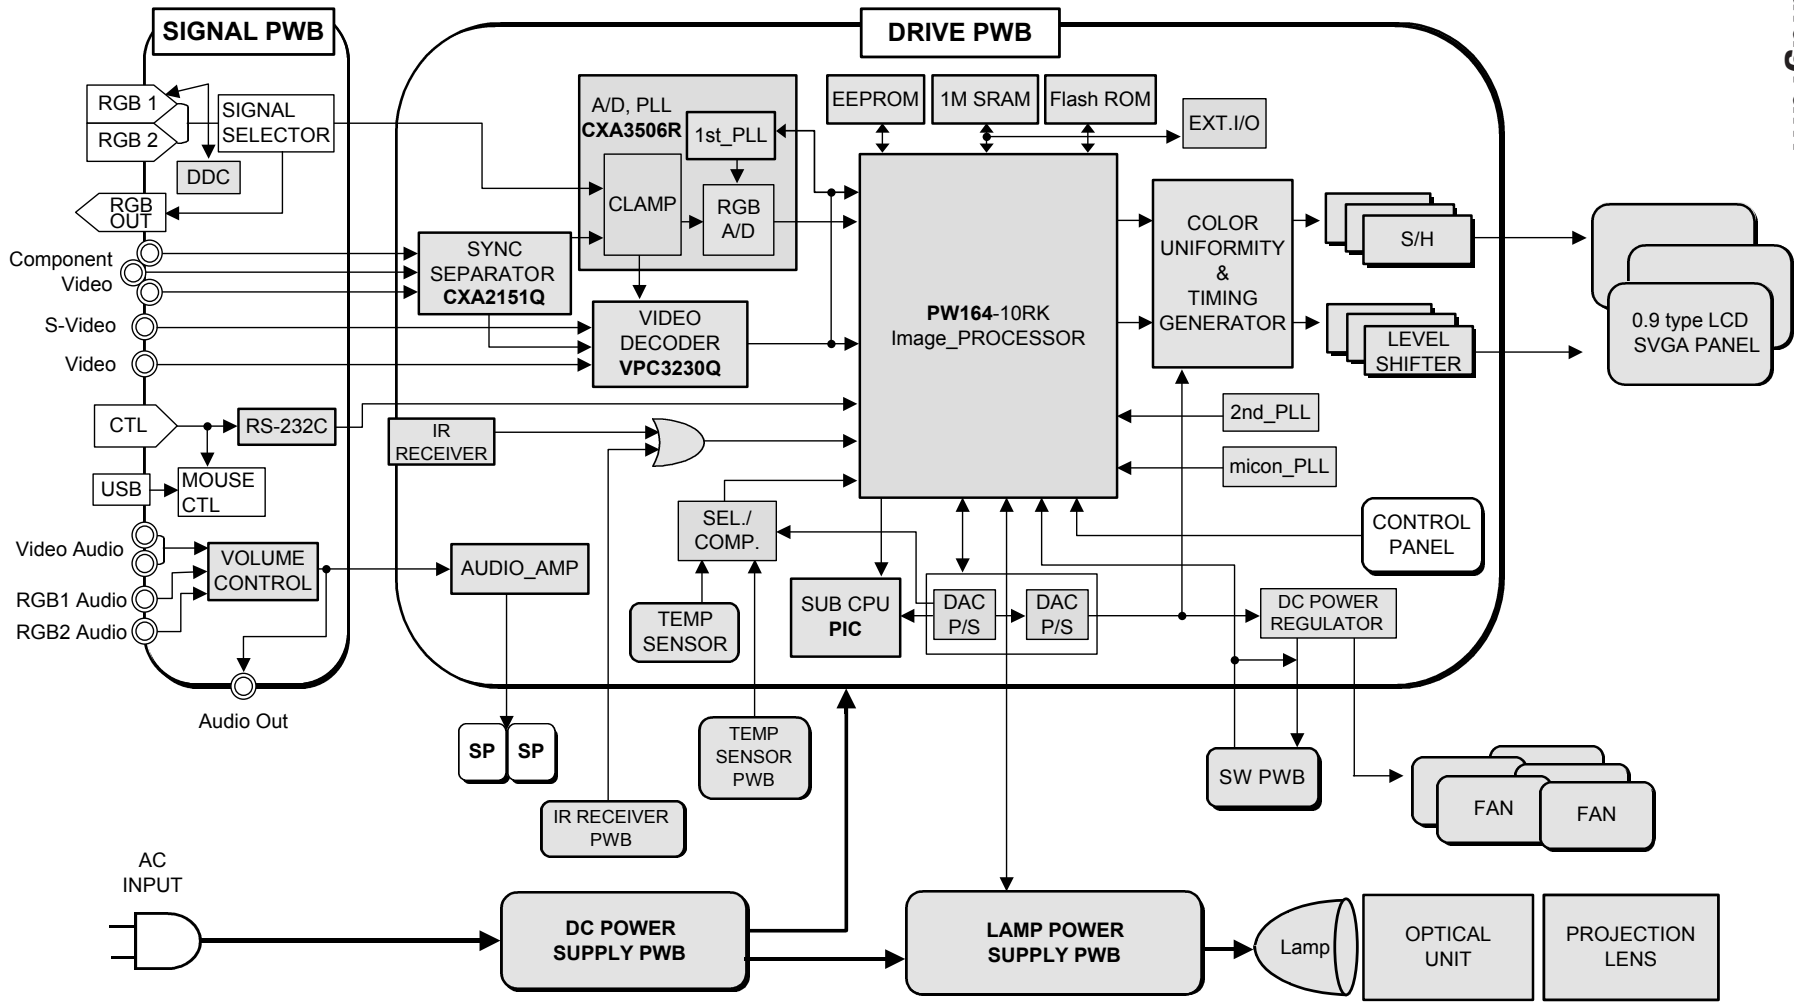 SIGNAL PWB
DRIVE PWB
RGB 1
RGB 2
SIGNAL
SELECTOR
DDC
RGB
OUT
Component
Video
S-Video
Video
CTL
RS-232C
USB
MOUSE
CTL
Video Audio
RGB1 Audio
RGB2 Audio
VOLUME
CONTROL
Audio Out
A/D, PLL
CXA3506R
1st_PLL
CLAMP
RGB
A/D
SYNC
SEPARATOR
CXA2151Q
VIDEO
DECODER
VPC3230Q
IR
RECEIVER
EEPROM
1M SRAM
Flash ROM
EXT.I/O
PW164-10RK
Image_PROCESSOR
COLOR
UNIFORMITY
&
TIMING
GENERATOR
S/H
LEVEL
SHIFTER
0.9 type LCD
SVGA PANEL
2nd_PLL
micon_PLL
CONTROL
PANEL
SEL./
COMP.
AUDIO_AMP
TEMP
SENSOR
SUB CPU
PIC
DAC
P/S
DAC
P/S
DC POWER
REGULATOR
SP
SP
TEMP
SENSOR
PWB
IR RECEIVER
PWB
SW PWB
FAN
FAN
AC
INPUT
DC POWER
SUPPLY PWB
LAMP POWER
SUPPLY PWB
Lamp
OPTICAL
UNIT
PROJECTION
LENS